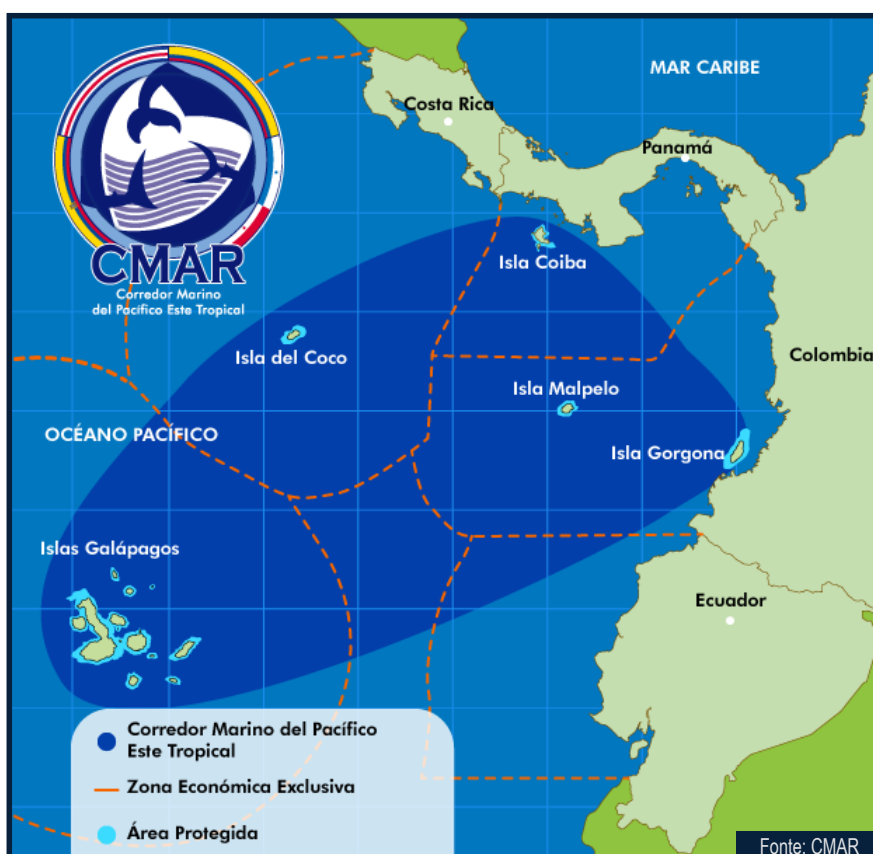 MAR CARIBE
Costa Rica
Panamá
CMAR
Corredor Marino
del Pacífico Este Tropical
Isla Coiba
Isla del Coco
Colombia
Isla Malpelo
OCÉANO PACÍFICO
Isla Gorgona
Islas Galápagos
Ecuador
Corredor Marino del Pacífico
Este Tropical
Zona Económica Exclusiva
Área Protegida
Fonte: CMAR